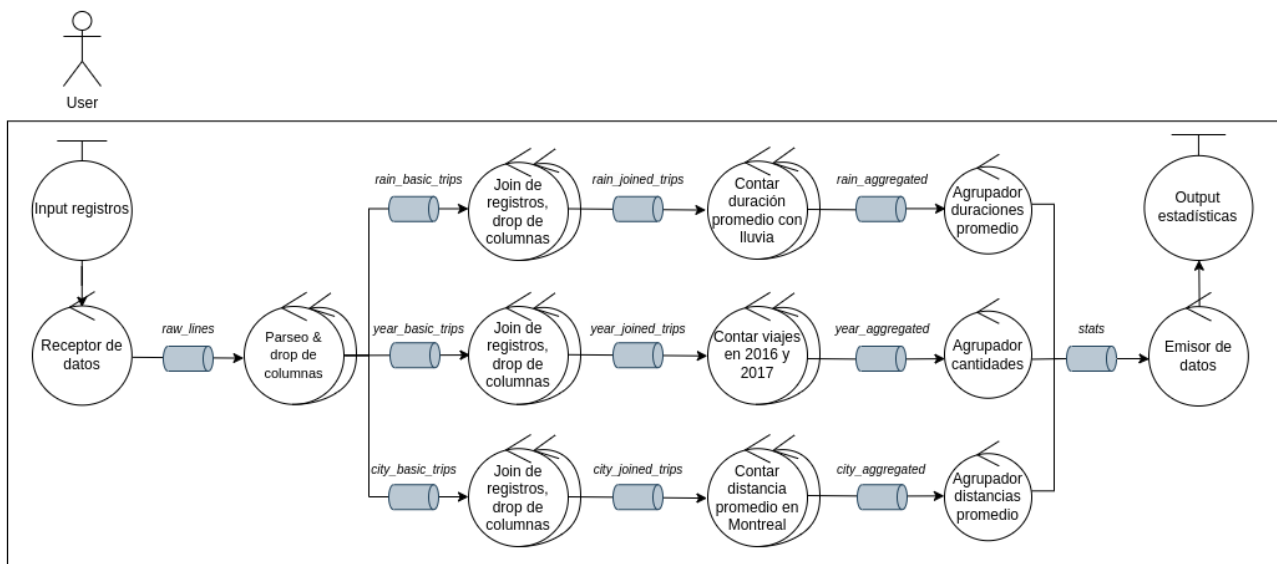 User
Input registros
Receptor de
datos
raw_lines
Parseo &
drop de
columnas
rain_basic_trips
Join de
registros,
drop de
columnas
rain_joined_trips
Contar
duración
promedio con
lluvia
rain_aggregated
Agrupador
duraciones
promedio
year_basic_trips
Join de
registros,
drop de
columnas
year_joined_trips
Contar viajes
en 2016 y
2017
year_aggregated
Agrupador
cantidades
city_basic_trips
Join de
registros,
drop de
columnas
city_joined_trips
Contar
distancia
promedio en
Montreal
city_aggregated
Agrupador
distancias
promedio
stats
Emisor de
datos
Output
estadísticas